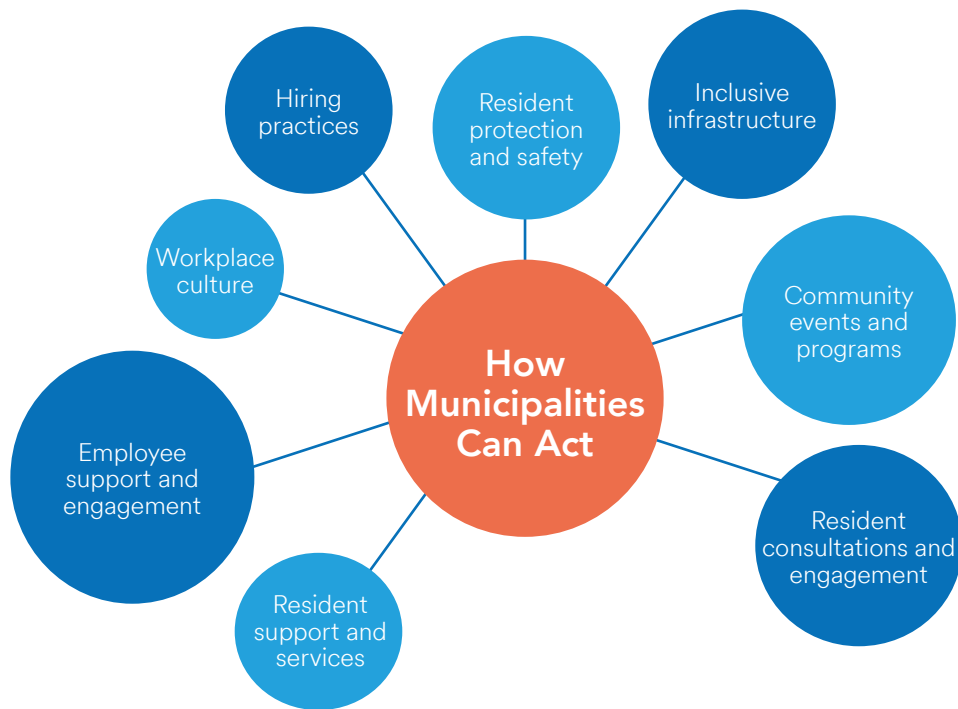 Hiring
practices
Resident
protection
and safety
Inclusive
infrastructure
Workplace
culture
Community
events and
programs
How
Municipalities
Can Act
Employee
support and
engagement
Resident
consultations and
engagement
Resident
support and
services